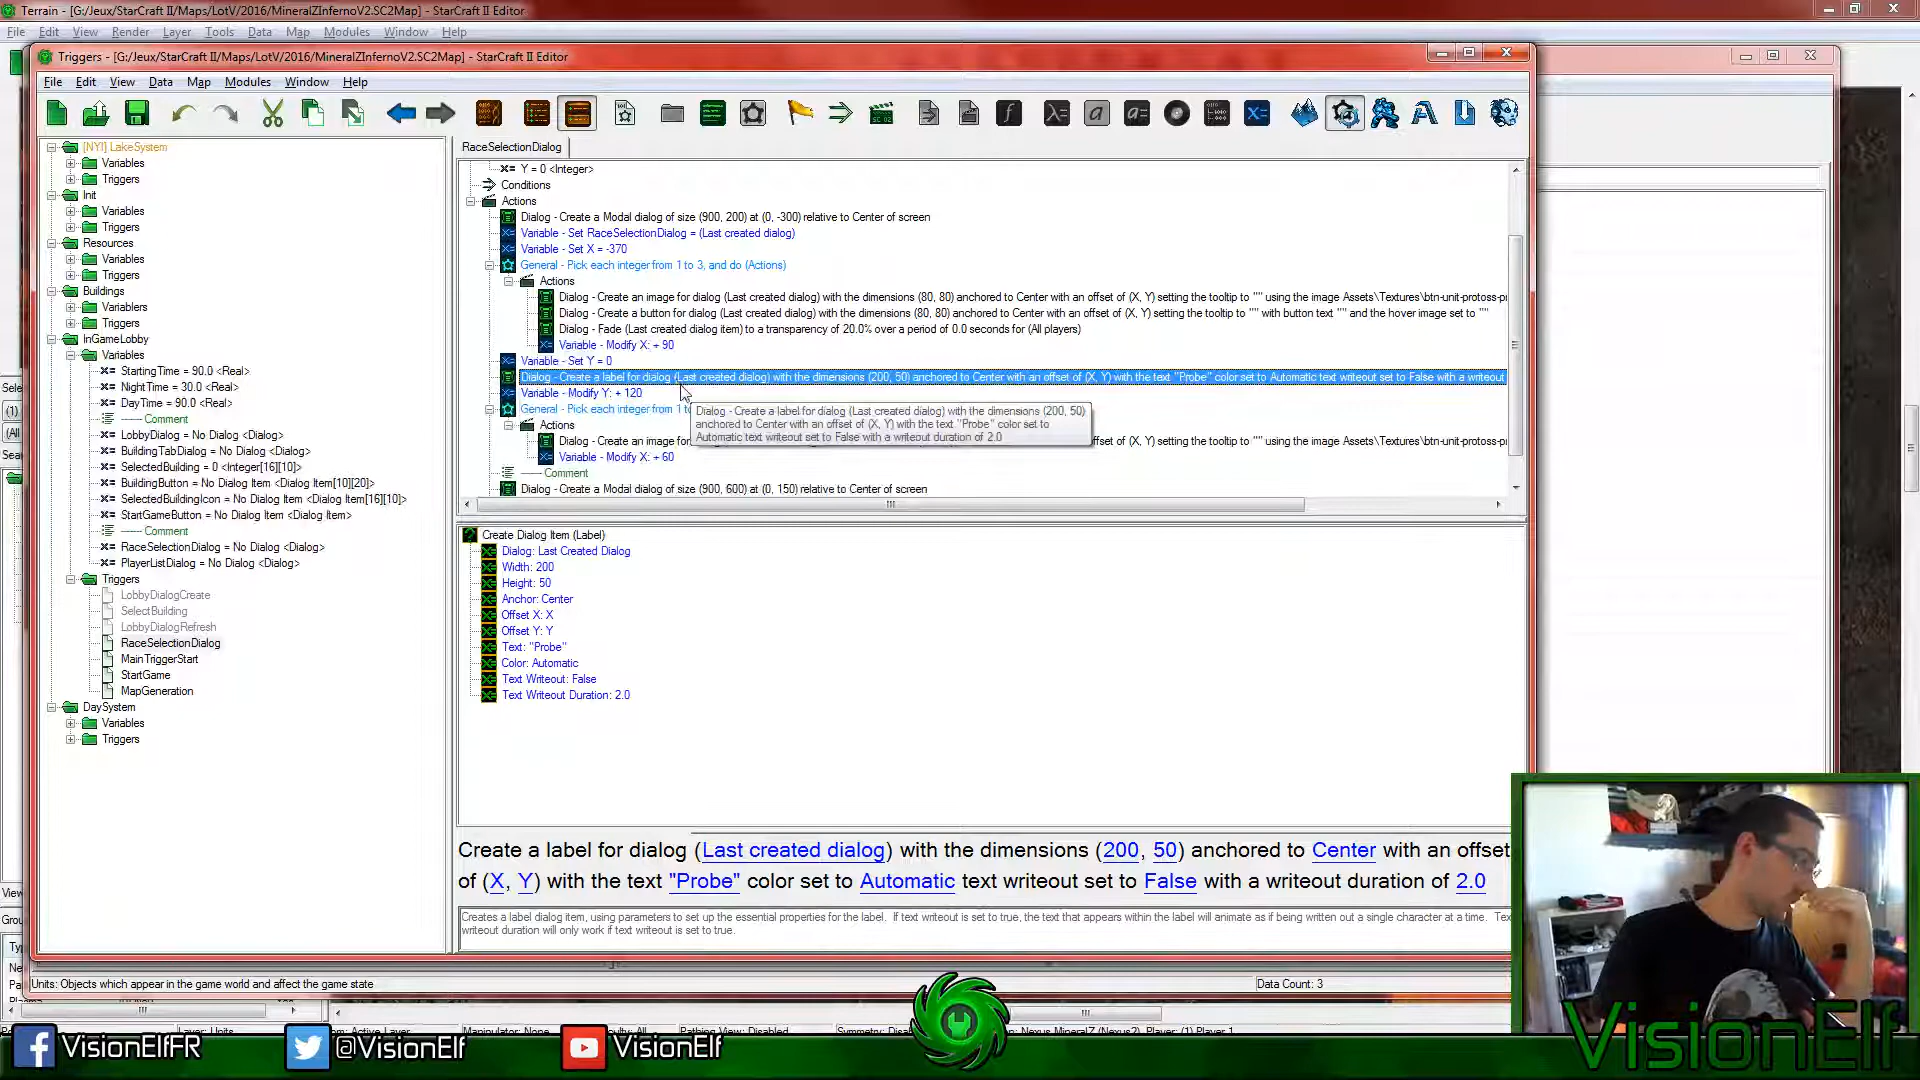 Terrain - [G:/Jeux/StarCraft II/Maps/LotV/2016/MineralZInfernoV2.SC2Map] - StarCraft II Editor
File Edit View Render Layer Tools Data Map Modules Window Help
Triggers - [G:/Jeux/StarCraft II/Maps/LotV/2016/MineralZInfernoV2.SC2Map] - StarCraft II Editor
File Edit View Data Map Modules Window Help
[NYI] LakeSystem
Variables
Triggers
Init
Variables
Triggers
Resources
Variables
Triggers
Buildings
Variables
Triggers
InGameLobby
Variables
StartingTime = 90.0 <Real>
NightTime = 30.0 <Real>
DayTime = 90.0 <Real>
------- Comment
LobbyDialog = No Dialog <Dialog>
BuildingTabDialog = No Dialog <Dialog>
SelectedBuilding = 0 <Integer[16][10]>
BuildingButton = No Dialog Item <Dialog Item[10][20]>
SelectedBuildingIcon = No Dialog Item <Dialog Item[16][10]>
StartGameButton = No Dialog Item <Dialog Item>
------- Comment
RaceSelectionDialog = No Dialog <Dialog>
PlayerListDialog = No Dialog <Dialog>
Triggers
LobbyDialogCreate
SelectBuilding
LobbyDialogRefresh
RaceSelectionDialog
MainTriggerStart
StartGame
MapGeneration
DaySystem
Variables
Triggers
RaceSelectionDialog
Y = 0 <Integer>
Conditions
Actions
Dialog - Create a Modal dialog of size (900, 200) at (0, -300) relative to Center of screen
Variable - Set RaceSelectionDialog = (Last created dialog)
Variable - Set X = -370
General - Pick each integer from 1 to 3, and do (Actions)
Actions
Dialog - Create an image for dialog (Last created dialog) with the dimensions (80, 80) anchored to Center with an offset of (X, Y) setting the tooltip to "" using the image Assets\Textures\btn-unit-protoss-p
Dialog - Create a button for dialog (Last created dialog) with the dimensions (80, 80) anchored to Center with an offset of (X, Y) setting the tooltip to "" with button text "" and the hover image set to ""
Dialog - Fade (Last created dialog item) to a transparency of 20.0% over a period of 0.0 seconds for (All players)
Variable - Modify X: + 90
Variable - Set Y = 0
Dialog - Create a label for dialog (Last created dialog) with the dimensions (200, 50) anchored to Center with an offset of (X, Y) with the text "Probe" color set to Automatic text writeout set to False with a writeout
Variable - Modify Y: + 120
General - Pick each integer from 1 to
Actions
Dialog - Create an image fset of (X, Y) setting the tooltip to "" using the image Assets\Textures\btn-unit-protoss-p
Variable - Modify X: + 60
------- Comment
Dialog - Create a Modal dialog of size (900, 600) at (0, 150) relative to Center of screen
Dialog - Create a label for dialog (Last created dialog) with the dimensions (200, 50)
anchored to Center with an offset of (X, Y) with the text "Probe" color set to
Automatic text writeout set to False with a writeout duration of 2.0
Create Dialog Item (Label)
Dialog: Last Created Dialog
Width: 200
Height: 50
Anchor: Center
Offset X: X
Offset Y: Y
Text: "Probe"
Color: Automatic
Text Writeout: False
Text Writeout Duration: 2.0
Create a label for dialog (Last created dialog) with the dimensions (200, 50) anchored to Center with an offset
of (X, Y) with the text "Probe" color set to Automatic text writeout set to False with a writeout duration of 2.0
Creates a label dialog item, using parameters to set up the essential properties for the label. If text writeout is set to true, the text that appears within the label will animate as if being written out a single character at a time. Tex
writeout duration will only work if text writeout is set to true.
Units: Objects which appear in the game world and affect the game state
Data Count: 3
VisionElfFR
@VisionElf
VisionElf
VisionElf